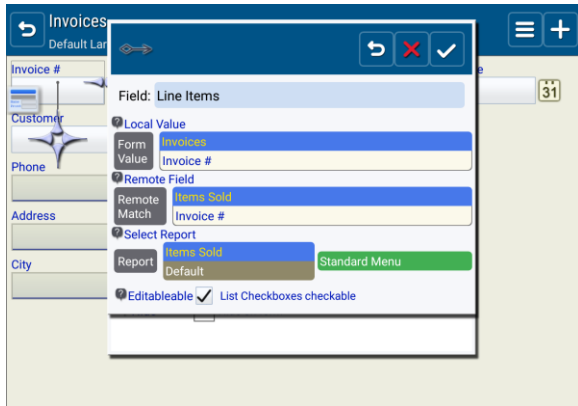 Invoices
Default Lar
Invoice #
31
Customer
Phone
Address
City
Field: Line Items
Local Value
Form Value
Invoices
Invoice #
Remote Field
Remote Match
Items Sold
Invoice #
Select Report
Report
Items Sold
Default
Standard Menu
Editableable
List Checkboxes checkable